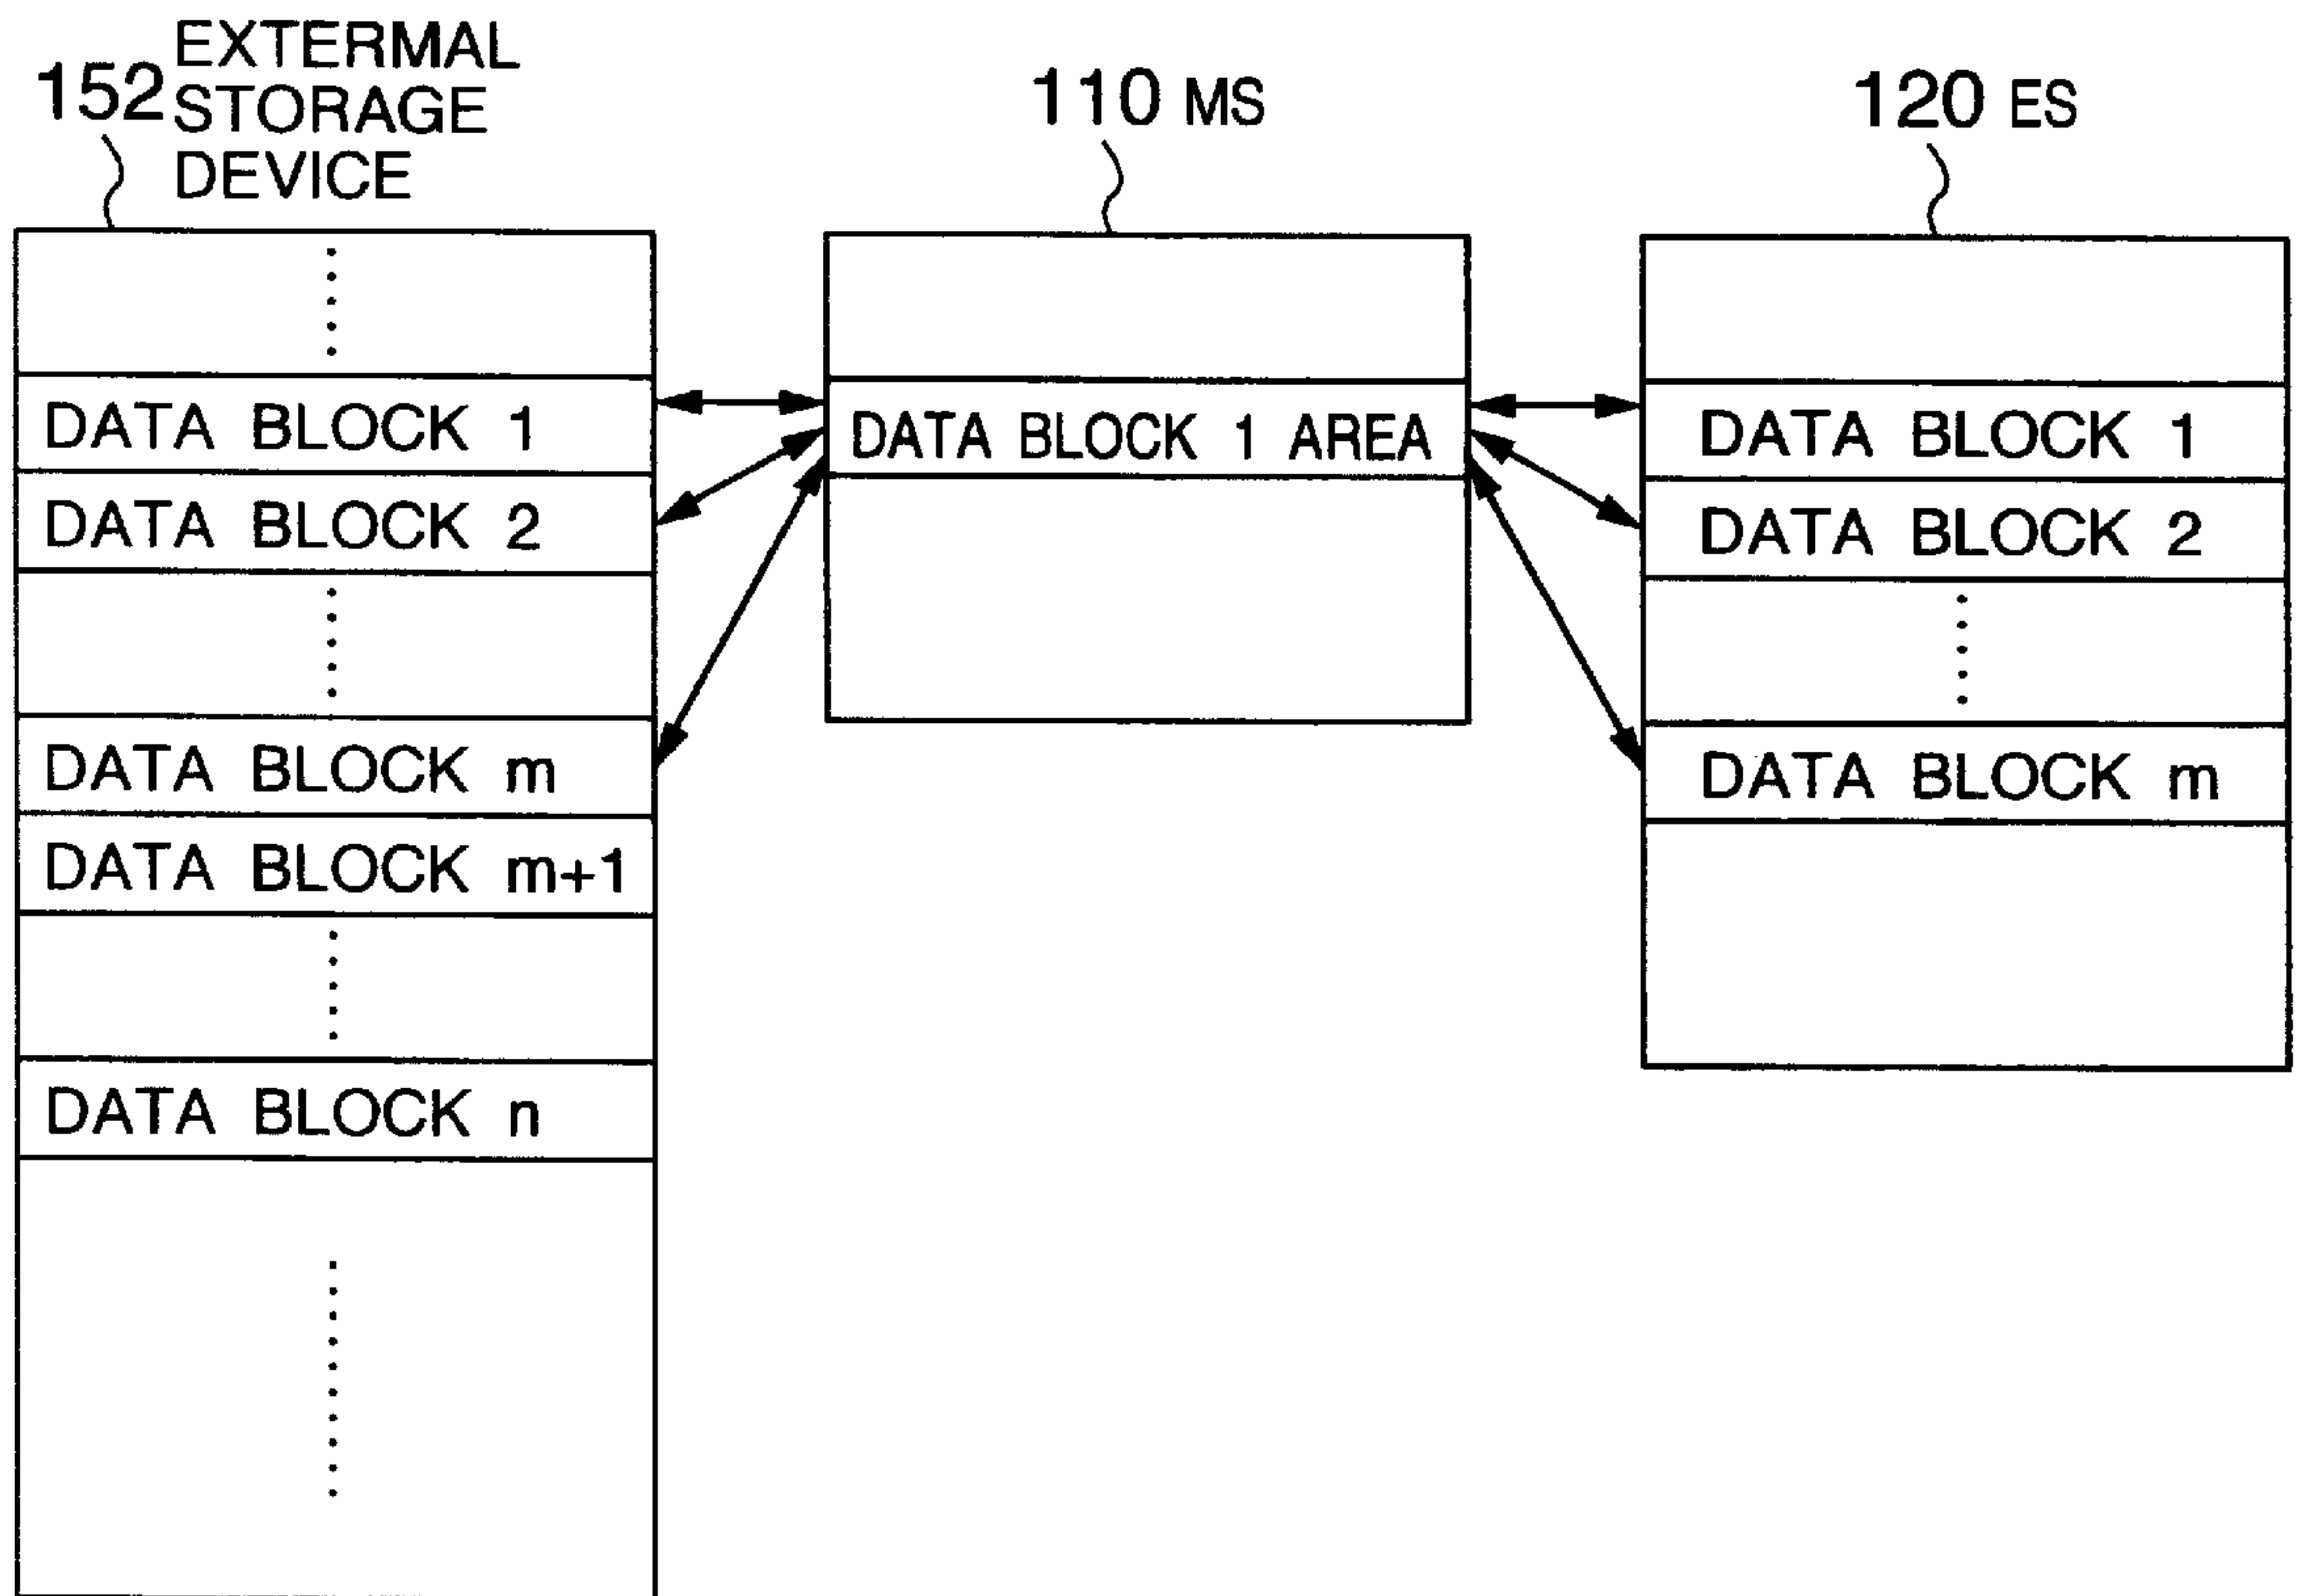 152 EXTERMAL
STORAGE
DEVICE
DATA BLOCK 1
DATA BLOCK 2
DATA BLOCK m
DATA BLOCK m+1
DATA BLOCK n
110 MS
DATA BLOCK 1 AREA
120 ES
DATA BLOCK 1
DATA BLOCK 2
DATA BLOCK m